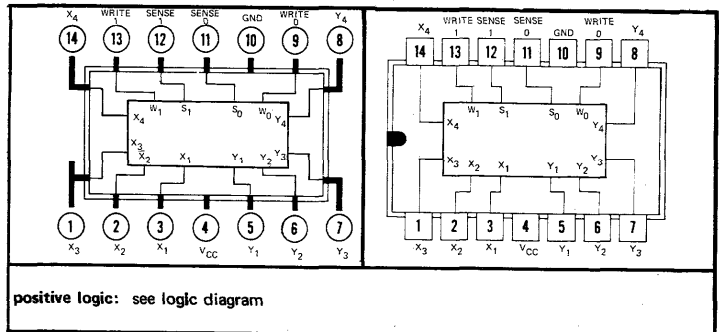 X4 WRITE 1 SENSE 1 SENSE 0 GND WRITE 0 Y4
14 13 12 11 10 9 8
W1 S1 S0 W0
X4 Y4
X3 Y3
X2 X1 Y1 Y2
1 2 3 4 5 6 7
X3 X2 X1 VCC Y1 Y2 Y3
X4 WRITE 1 SENSE 1 SENSE 0 GND WRITE 0 Y4
14 13 12 11 10 9 8
W1 S1 S0 W0
X4 Y4
X3 X2 X1 Y1 Y2 Y3
1 2 3 4 5 6 7
X3 X2 X1 VCC Y1 Y2 Y3
positive logic: see logic diagram